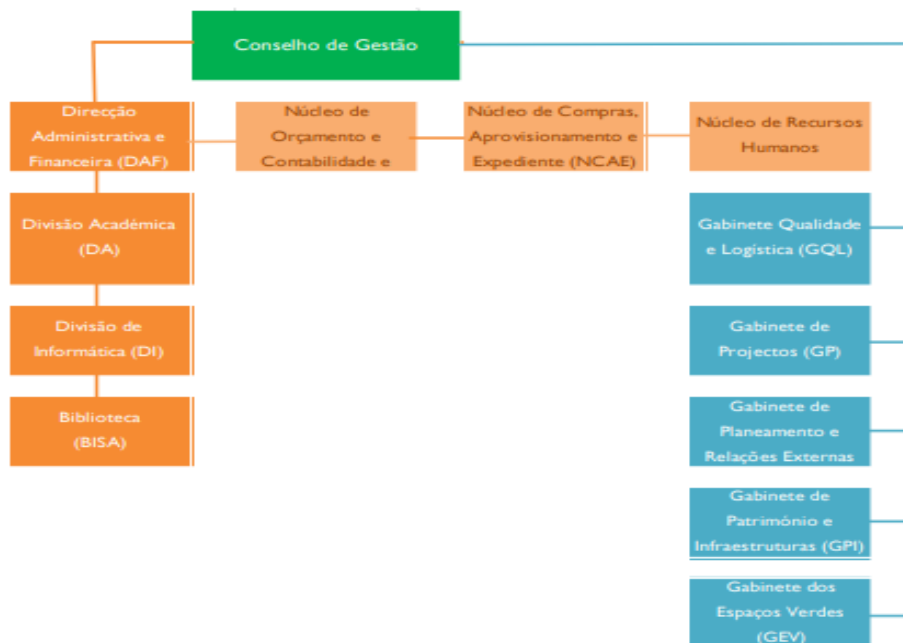 Conselho de Gestão
Direcção
Administrativa e
Financeira (DAF)
Núcleo de
Orçamento e
Contabilidade e
Núcleo de Compras,
Aprovisionamento e
Expediente (NCAE)
Núcleo de Recursos
Humanos
Divisão Académica
(DA)
Gabinete Qualidade
e Logística (GQL)
Divisão de
Informática (DI)
Gabinete de
Projectos (GP)
Biblioteca
(BISA)
Gabinete de
Planeamento e
Relações Externas
Gabinete de
Património e
Infraestruturas (GPI)
Gabinete dos
Espaços Verdes
(GEV)